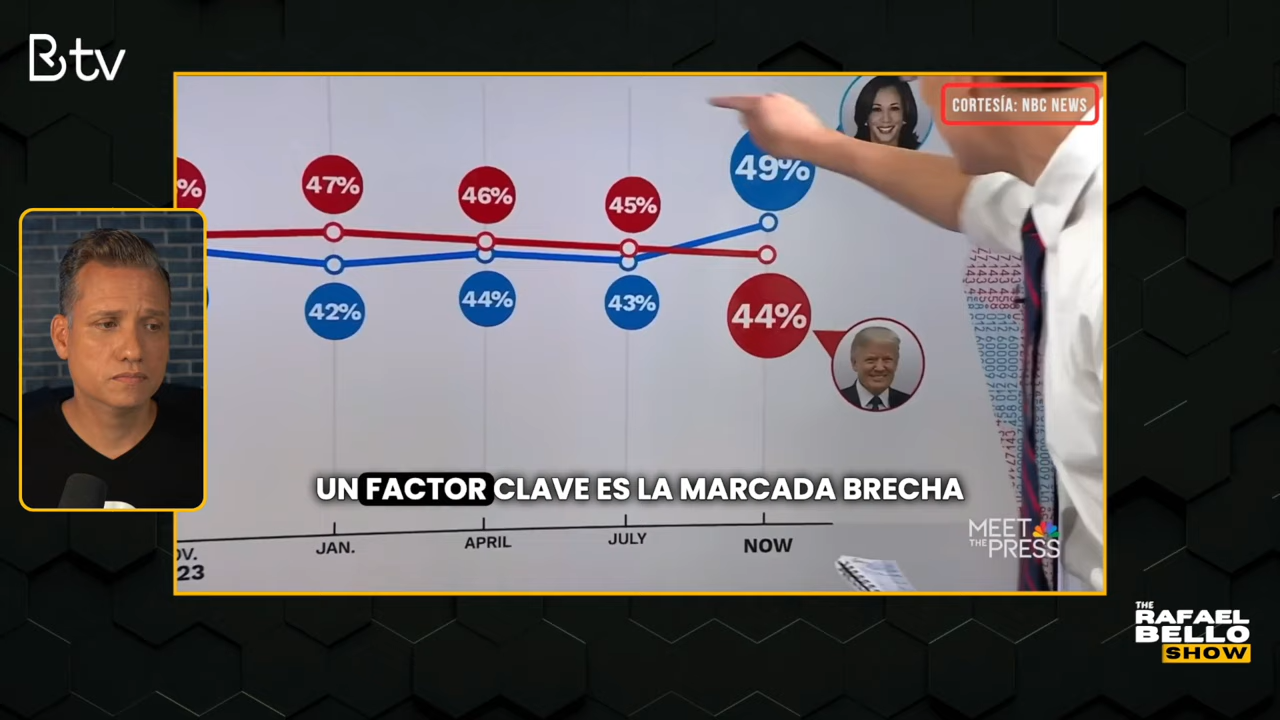 Btv
CORTESÍA: NBC NEWS
49%
%
47%
46%
45%
42%
44%
43%
44%
UN FACTOR CLAVE ES LA MARCADA BRECHA
MEET
THE PRESS
JAN.
APRIL
JULY
NOW
OV.
23
THE
RAFAEL
BELLO
SHOW